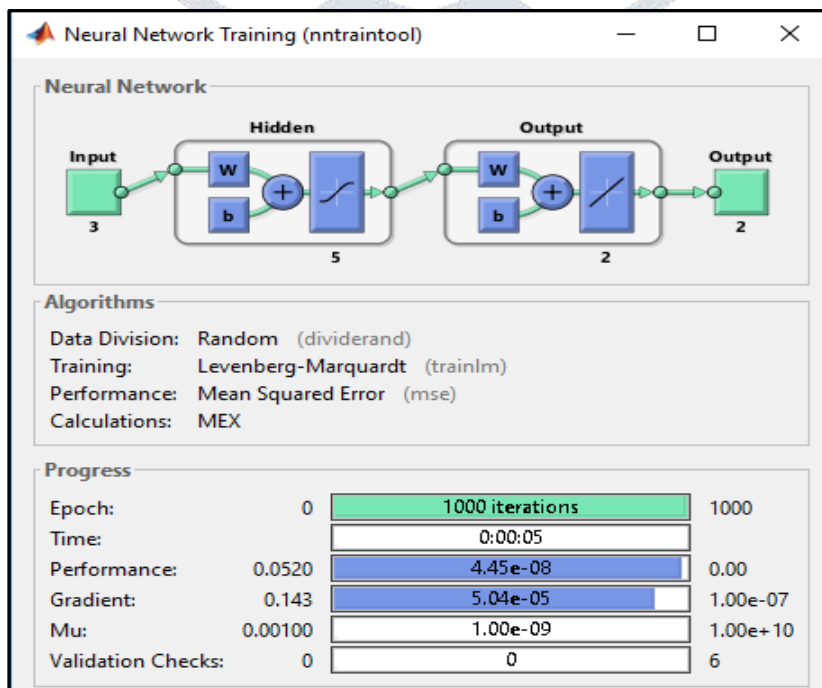 Neural Network Training (nntraintool)
Neural Network
Hidden Output
Input Output
W W
b b
3 2
5 2
Algorithms
Data Division: Random (dividerand)
Training: Levenberg-Marquardt (trainlm)
Performance: Mean Squared Error (mse)
Calculations: MEX
Progress
Epoch: 0 1000 iterations 1000
Time: 0:00:05
Performance: 0.0520 4.45e-08 0.00
Gradient: 0.143 5.04e-05 1.00e-07
Mu: 0.00100 1.00e-09 1.00e+10
Validation Checks: 0 0 6